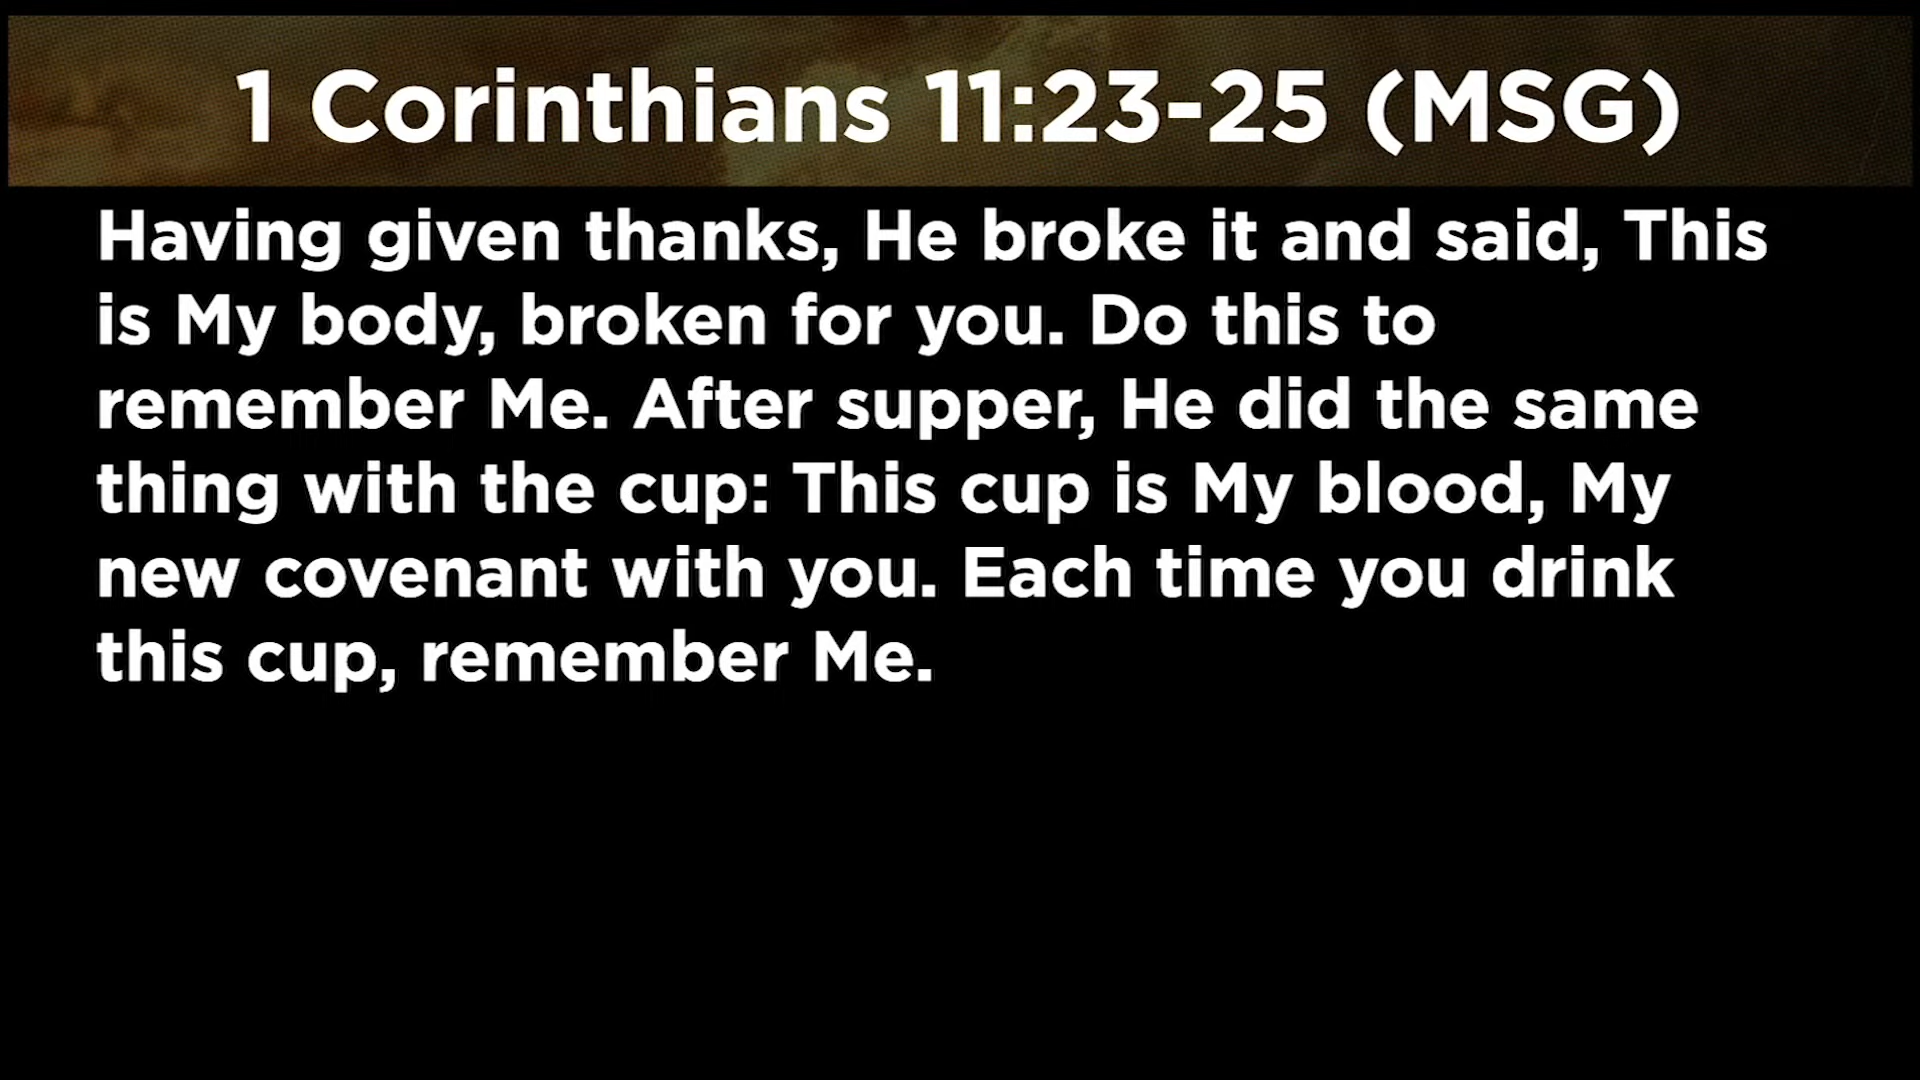 1 Corinthians 11:23-25 (MSG)
Having given thanks, He broke it and said, This
is My body, broken for you. Do this to
remember Me. After supper, He did the same
thing with the cup: This cup is My blood, My
new covenant with you. Each time you drink
this cup, remember Me.